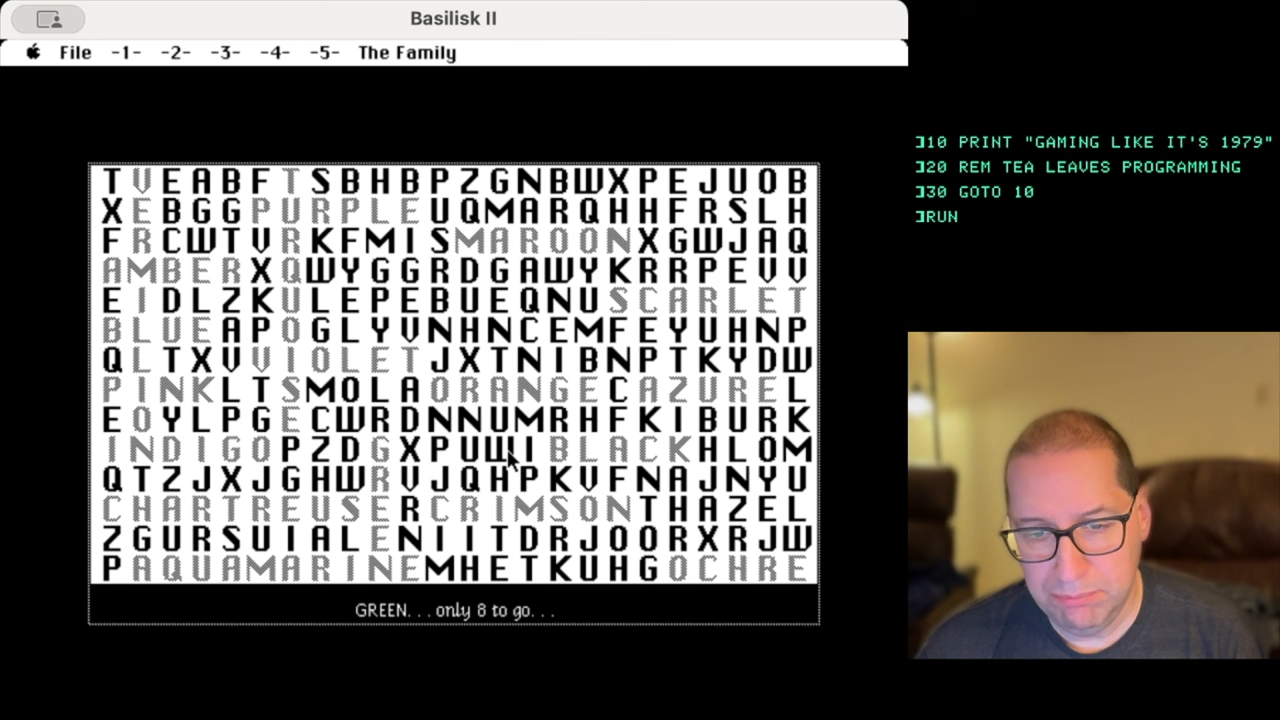 Basilisk II
File -1- -2- -3- -4- -5- The Family
]10 PRINT "GAMING LIKE IT'S 1979"
]20 REM TEA LEAVES PROGRAMMING
]30 GOTO 10
]RUN
T V E A B F T S B H B P Z G N B W X P E J U O B
X E B G G P U R P L E U Q M A R Q H H F R S L H
F R C W T V R K F M I S M A R O O N X G W J A Q
A M B E R X Q W Y G G R D G A W Y K R R P E V V
E I D L Z K U L E P E B U E Q N U S C A R L E T
B L U E A P O G L Y V N H N C E M F E Y U H N P
Q L T X V V I O L E T J X T N I B N P T K Y D W
P I N K L T S M O L A O R A N G E C A Z U R E L
E O Y L P G E C W R D N N U M R H F K I B U R K
I N D I G O P Z D G X P U W I B L A C K H L O M
Q T Z J X J G H W R V J Q H P K V F N A J N Y U
C H A R T R E U S E R C R I M S O N T H A Z E L
Z G U R S U I A L E N I I T D R J O O R X R J W
P A Q U A M A R I N E M H E T K U H G O C H R E
GREEN. . . only 8 to go. . .